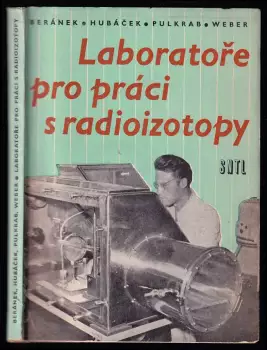 BERÁNEK • HUBÁČEK • PULKRAB • WEBER
Laboratoře
pro práci
s radioizotopy
SNTL
BERÁNEK, HUBÁČEK, PULKRAB, WEBER • LABORATOŘE PRO PRÁCI S RADIOIZOTOPY